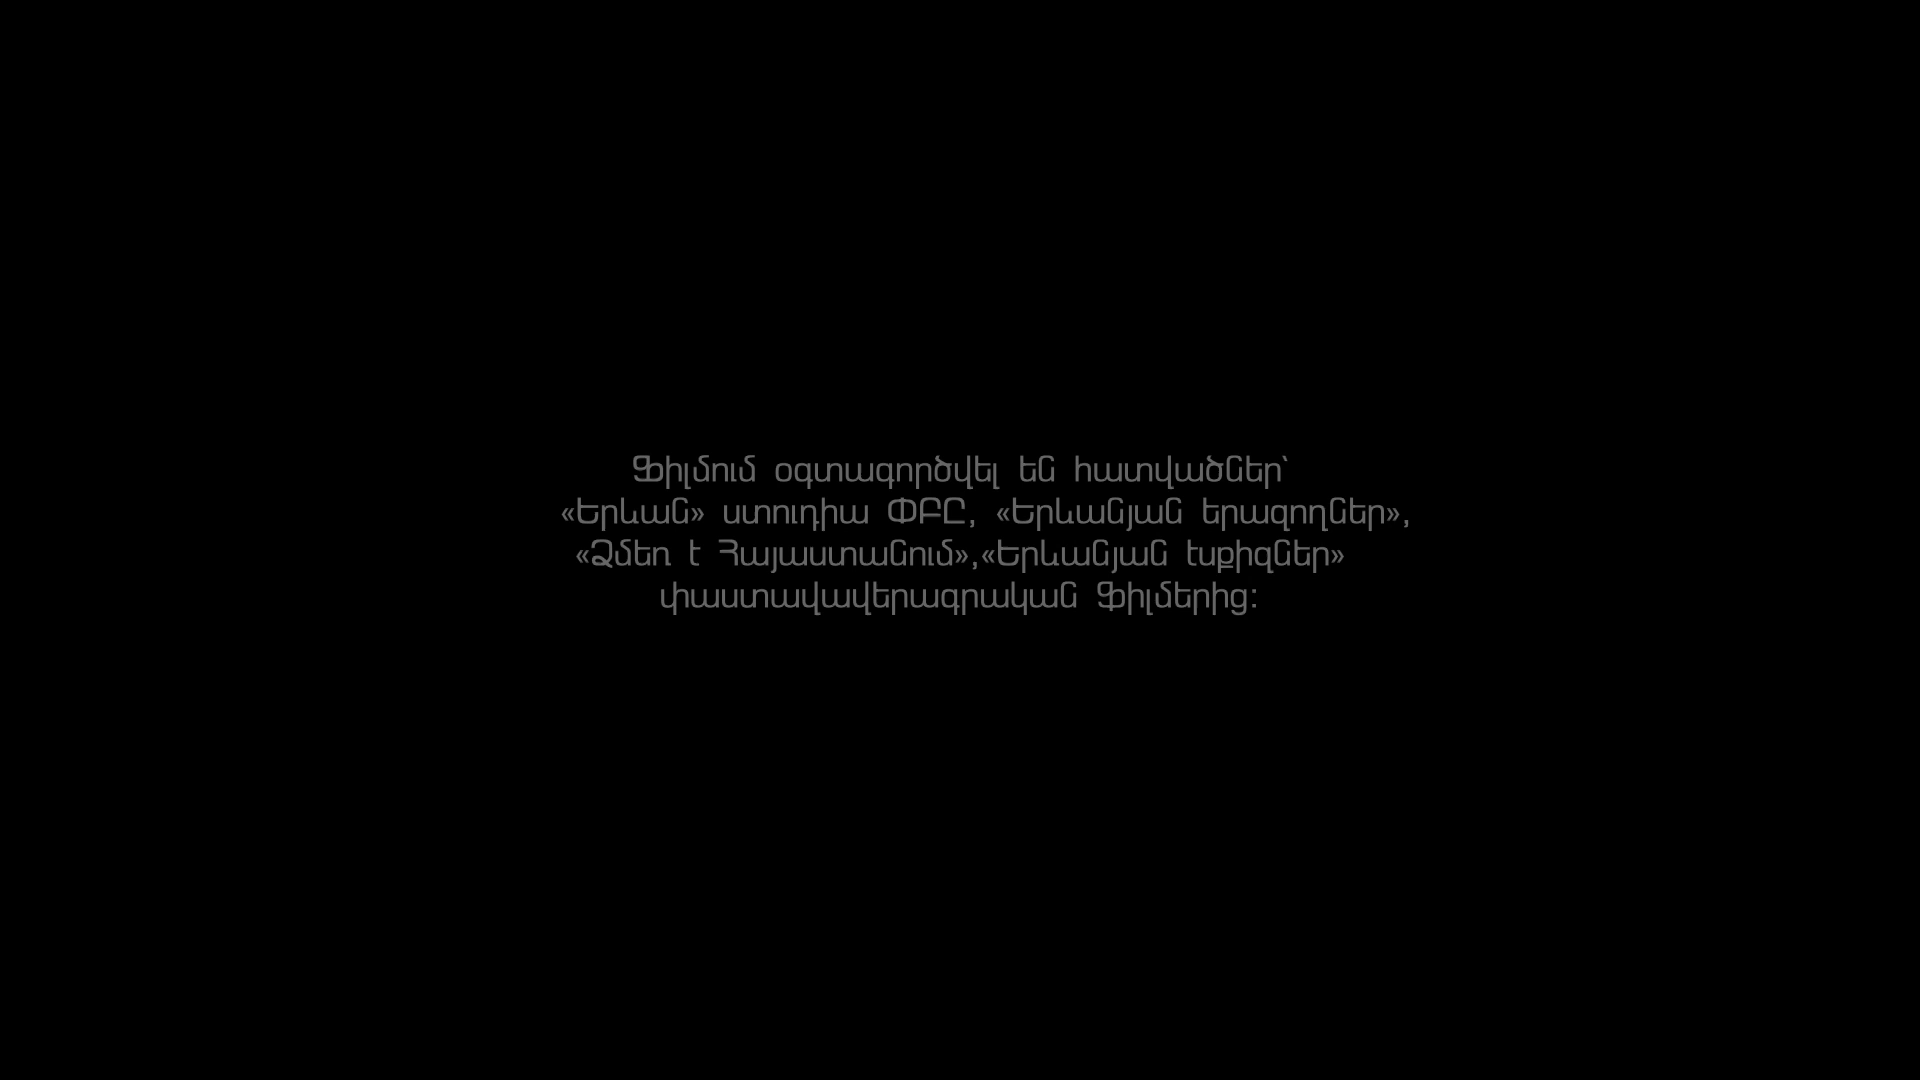 Ֆիլմում օգտագործվել են հատվածներ՝
«Երևան» ստուդիա ՓԲԸ, «Երևանյան երազողներ»,
«Ձմեռ է Հայաստանում»,«Երևանյան էսքիզներ»
փաստավավերագրական ֆիլմերից: